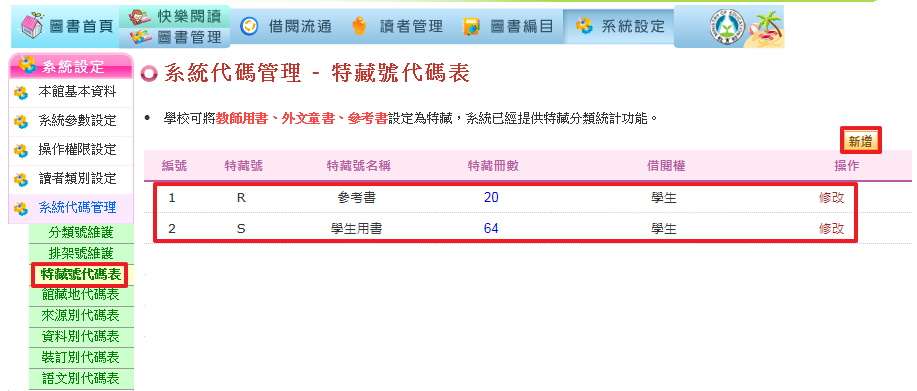 圖書首頁
快樂閱讀
圖書管理
借閱流通
讀者管理
圖書編目
系統設定
系統設定
本館基本資料
系統參數設定
操作權限設定
讀者類別設定
系統代碼管理
分類號維護
排架號維護
特藏號代碼表
館藏地代碼表
來源別代碼表
資料別代碼表
裝訂別代碼表
語文別代碼表
系統代碼管理 - 特藏號代碼表
學校可將教師用書、外文童書、參考書設定為特藏，系統已經提供特藏分類統計功能。
新增
編號 特藏號 特藏號名稱 特藏冊數 借閱權 操作
1 R 參考書 20 學生 修改
2 S 學生用書 64 學生 修改